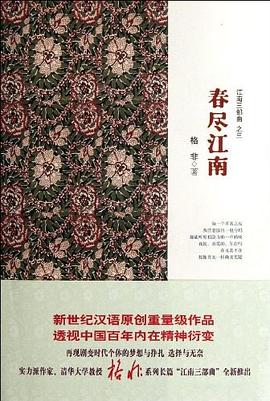 江南三部曲 之三
春尽江南
格 非 著
新世纪汉语原创重量级作品
透视中国百年内在精神衍变
再现剧变时代个体的梦想与挣扎 选择与无奈
实力派作家、清华大学教授 格非 系列长篇“江南三部曲”全新推出